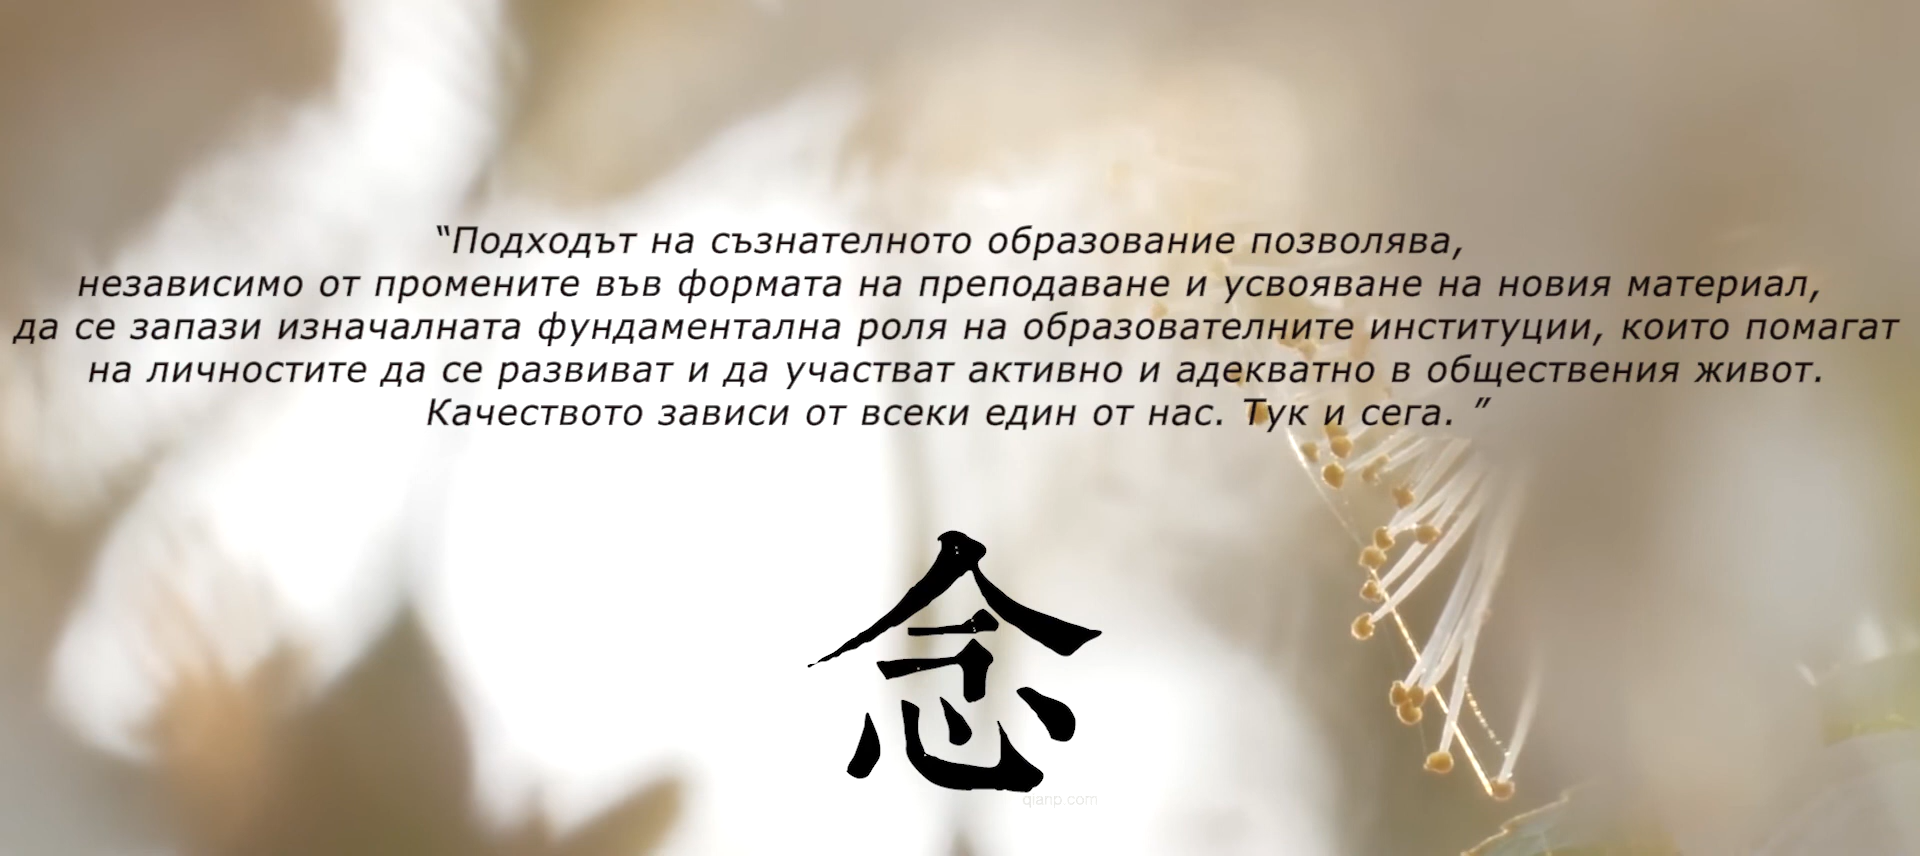 “Подходът на съзнателното образование позволява,
независимо от промените във формата на преподаване и усвояване на новия материал,
да се запази изначалната фундаментална роля на образователните институции, които помагат
на личностите да се развиват и да участват активно и адекватно в обществения живот.
Качеството зависи от всеки един от нас. Тук и сега. ”
念
qianp.com